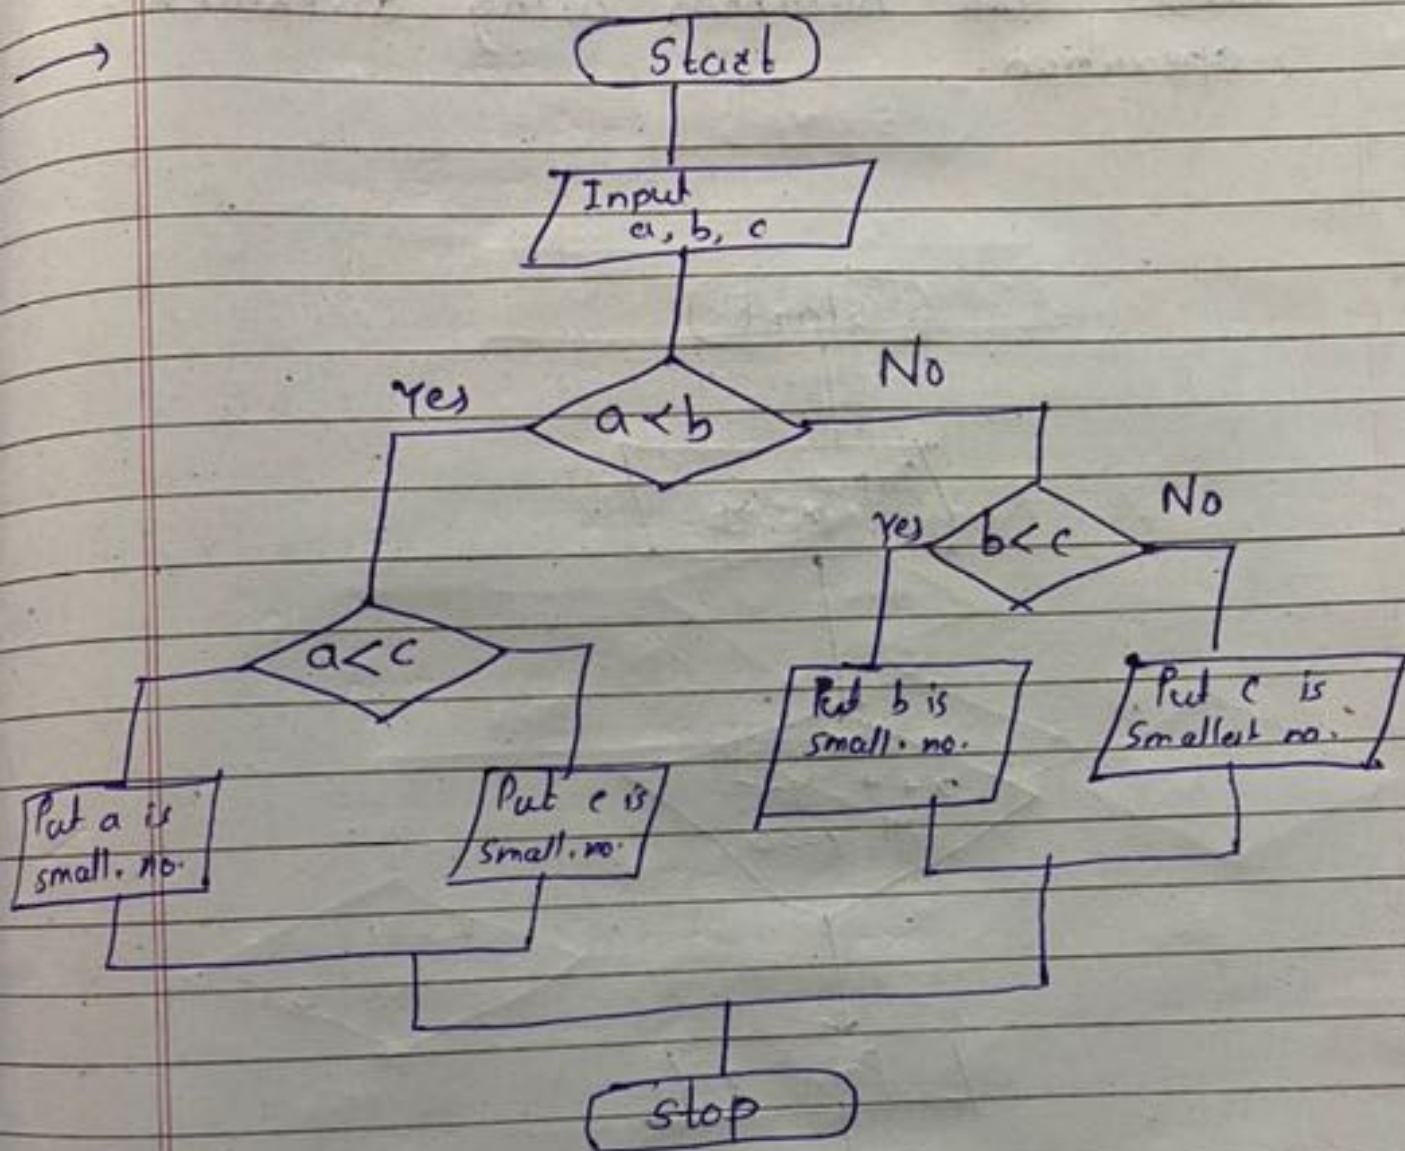 Start
Input
a, b, c
Yes
a<b
No
Yes
b<c
No
a<c
Put b is
small. no.
Put c is
Smallest no.
Put a is
small. no.
Put c is
Small. no.
stop